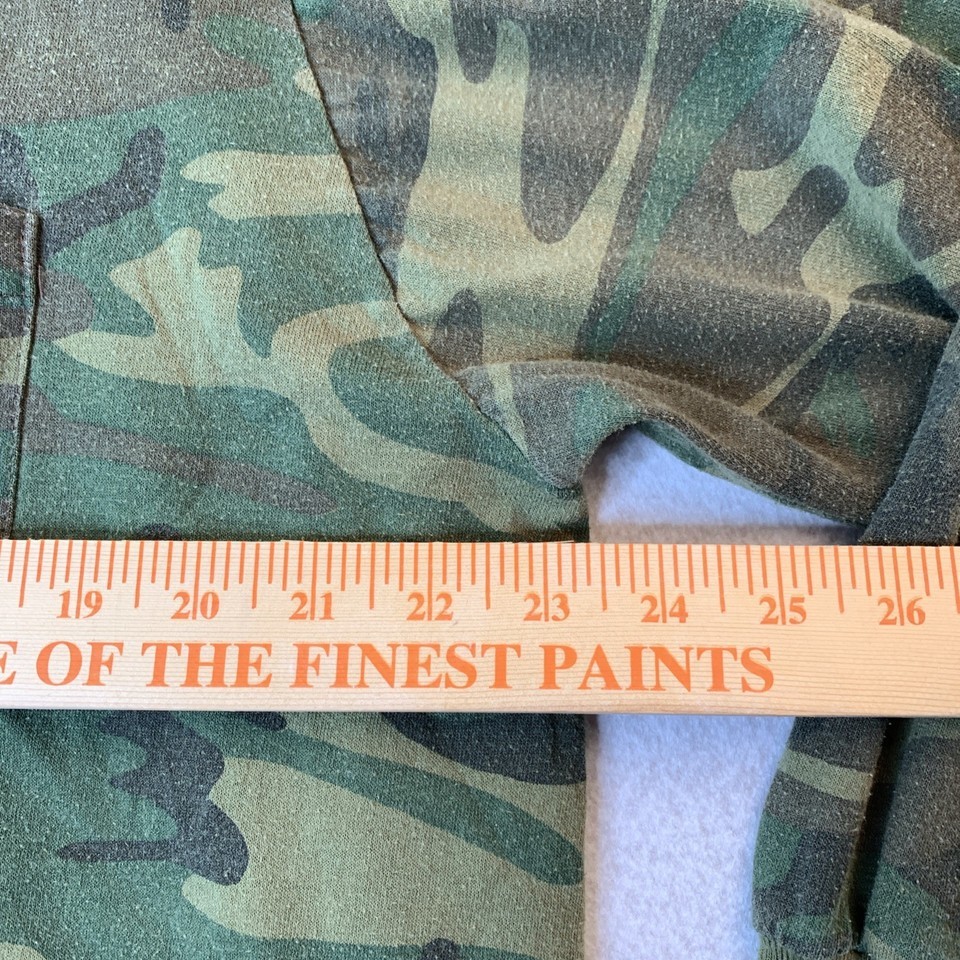 19 20 21 22 23 24 25 26
E OF THE FINEST PAINTS